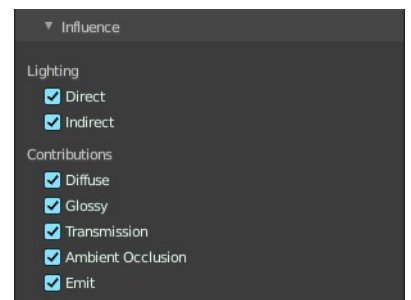 Influence
Lighting
Direct
Indirect
Contributions
Diffuse
Glossy
Transmission
Ambient Occlusion
Emit